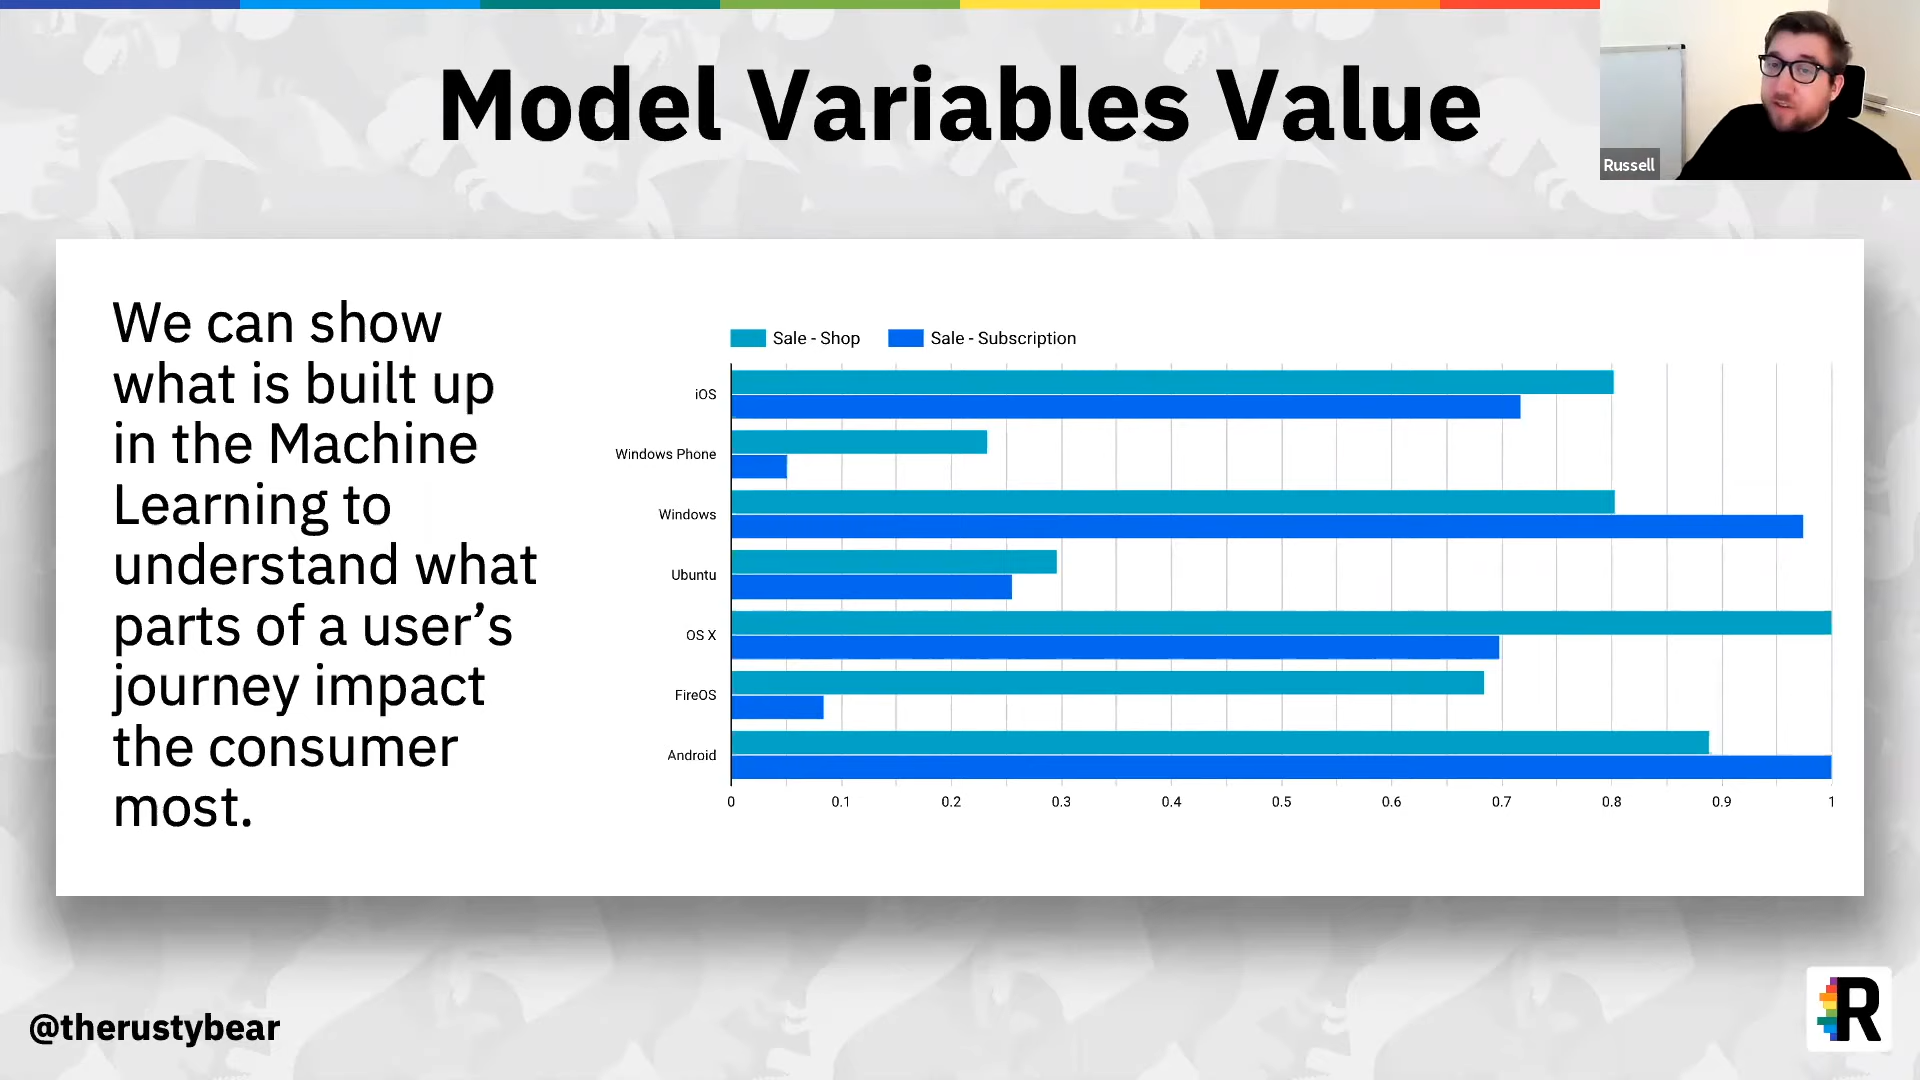 Model Variables Value
Russell
We can show
what is built up
in the Machine
Learning to
understand what
parts of a user’s
journey impact
the consumer
most.
Sale - Shop
Sale - Subscription
iOS
Windows Phone
Windows
Ubuntu
OS X
FireOS
Android
0 0.1 0.2 0.3 0.4 0.5 0.6 0.7 0.8 0.9 1
@therustybear
R